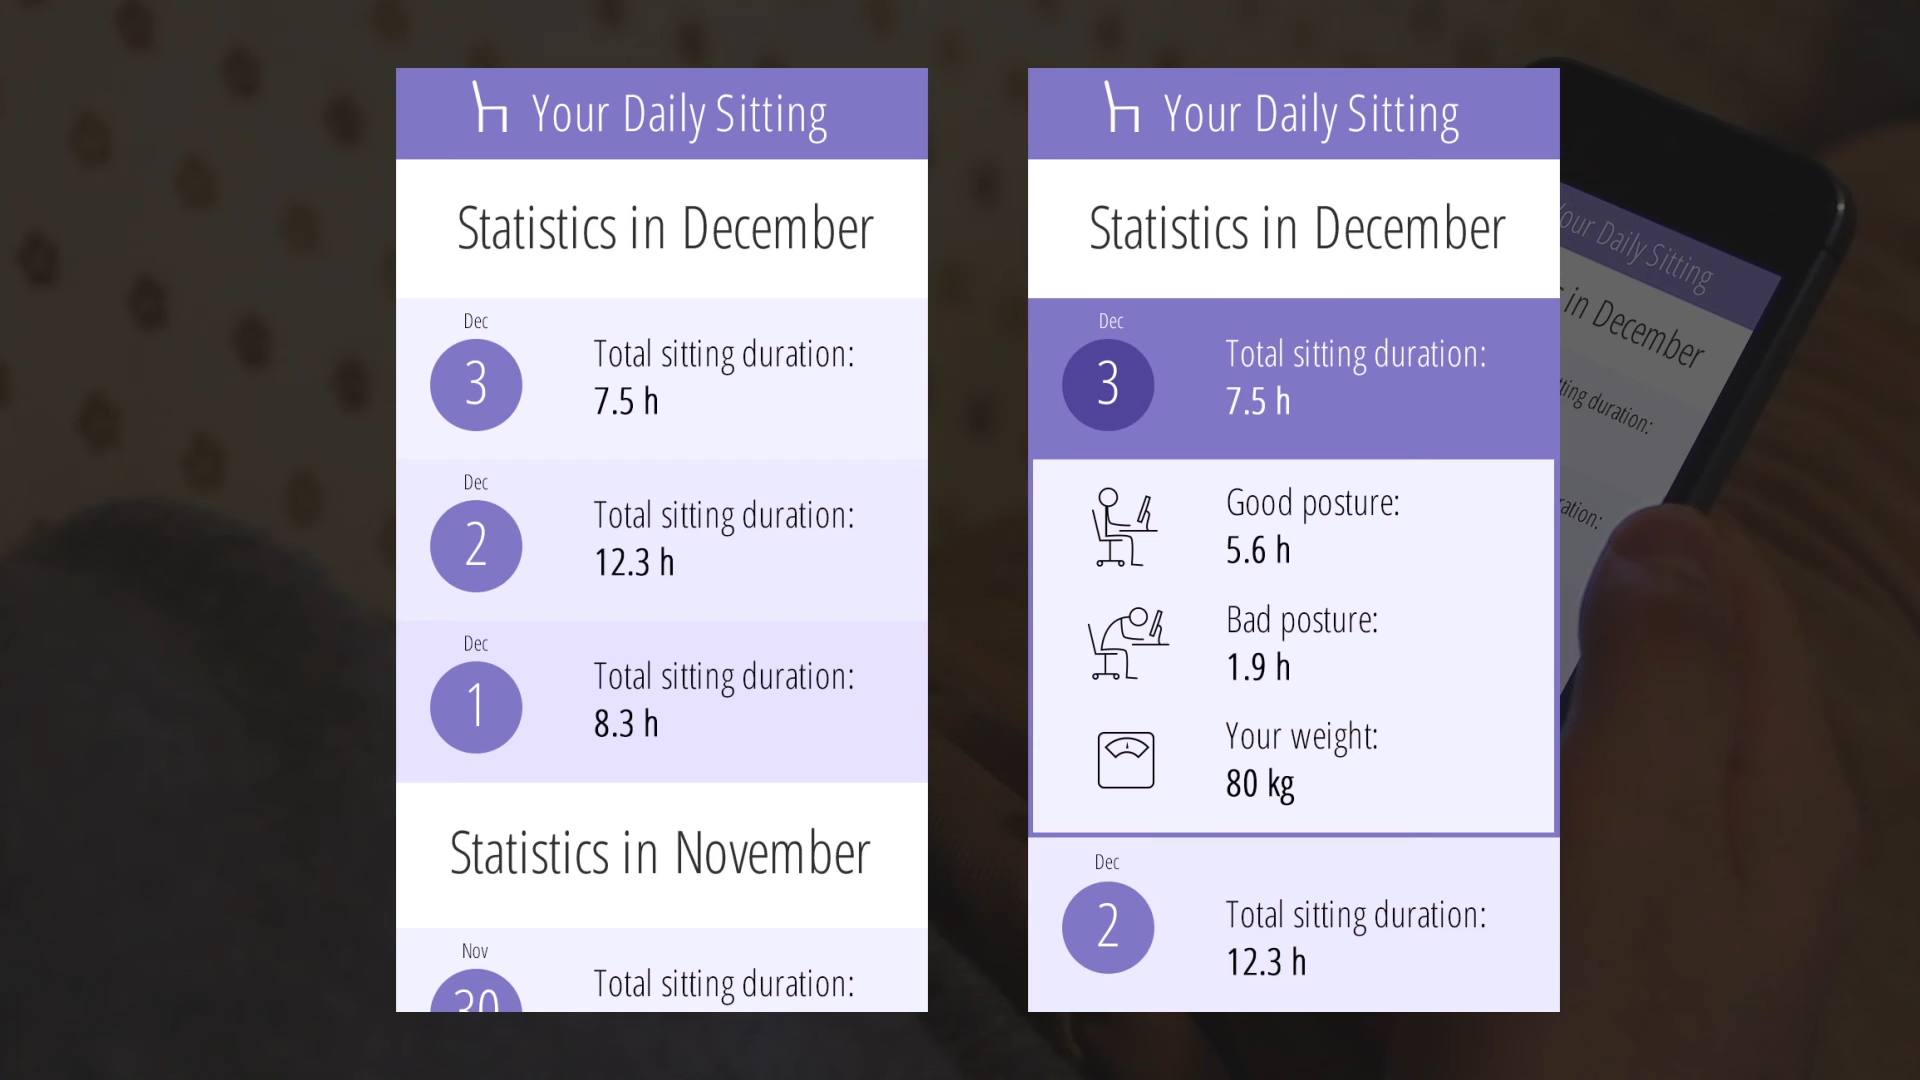 Your Daily Sitting
Statistics in December
Dec
3
Total sitting duration:
7.5 h
Dec
2
Total sitting duration:
12.3 h
Dec
1
Total sitting duration:
8.3 h
Statistics in November
Nov
30
Total sitting duration:
Your Daily Sitting
Statistics in December
Dec
3
Total sitting duration:
7.5 h
Good posture:
5.6 h
Bad posture:
1.9 h
Your weight:
80 kg
Dec
2
Total sitting duration:
12.3 h
Your Daily Sitting
in December
duration: